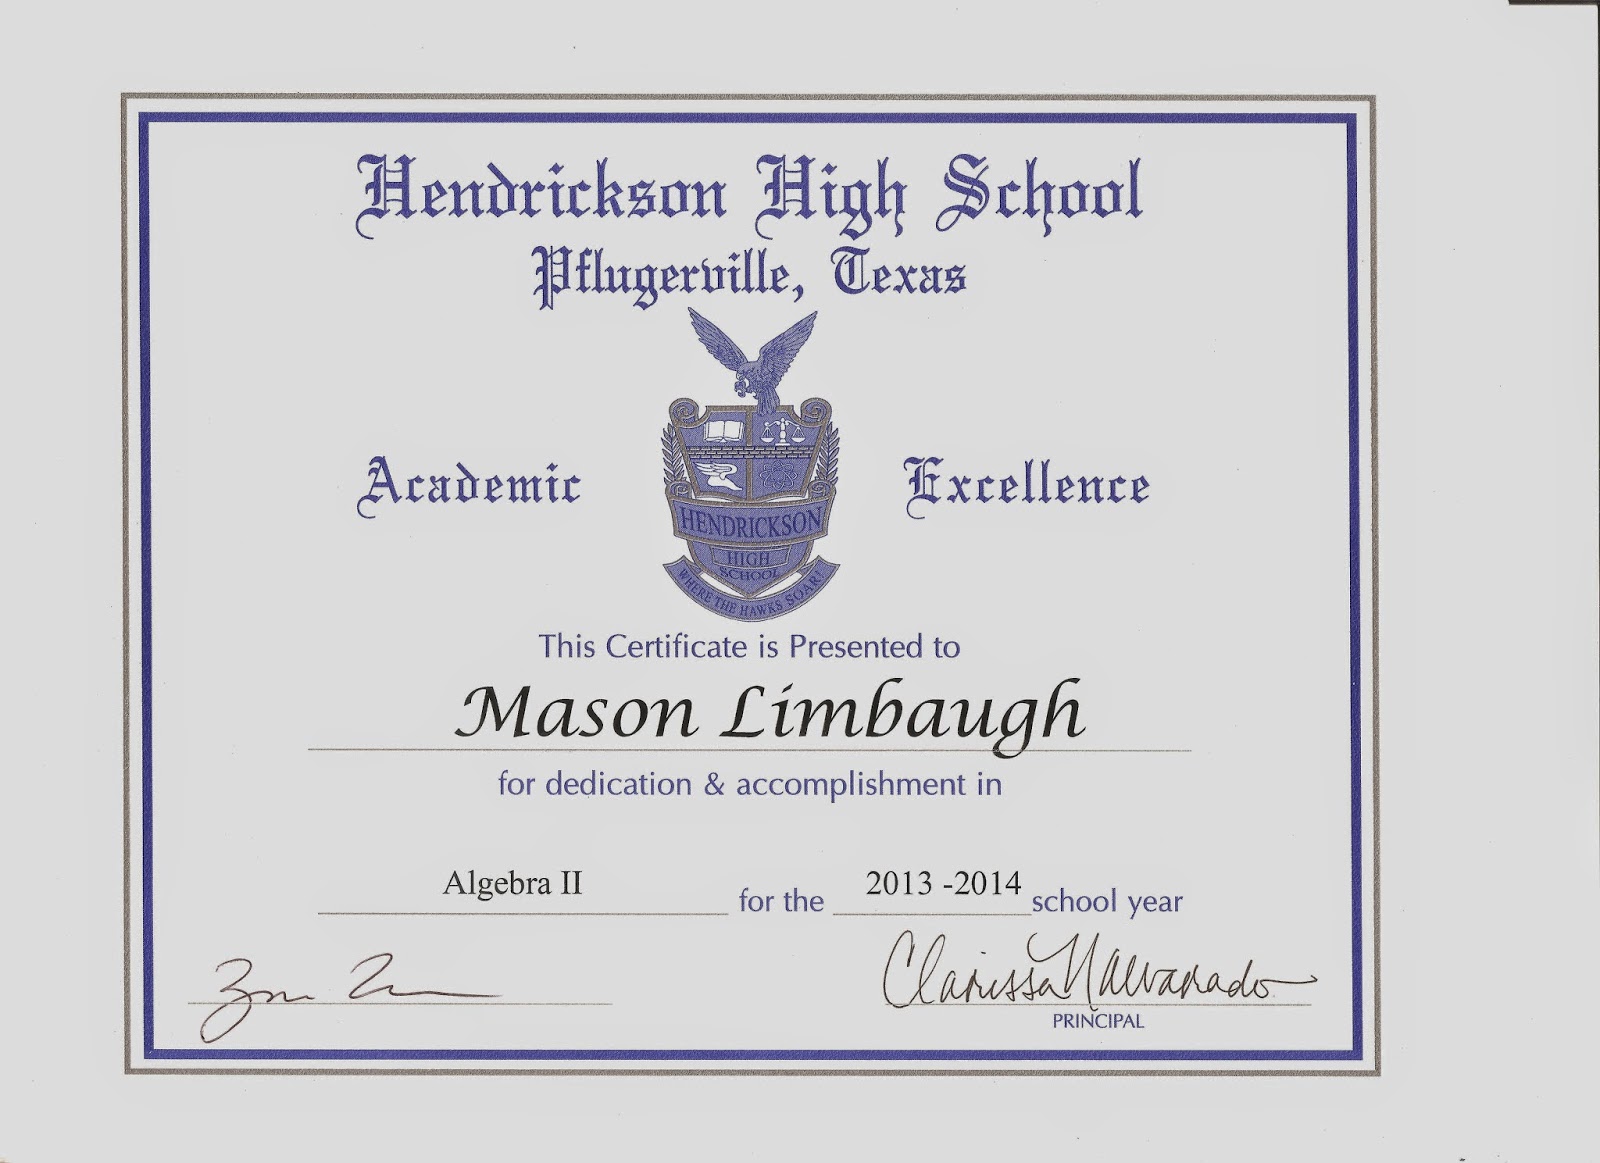 Hendrickson High School
Pflugerville, Texas
Academic Excellence
HENDRICKSON
HIGH
SCHOOL
WHERE THE HAWKS SOAR!
This Certificate is Presented to
Mason Limbaugh
for dedication & accomplishment in
Algebra II for the 2013 -2014 school year
Clarissa Alvarado
PRINCIPAL